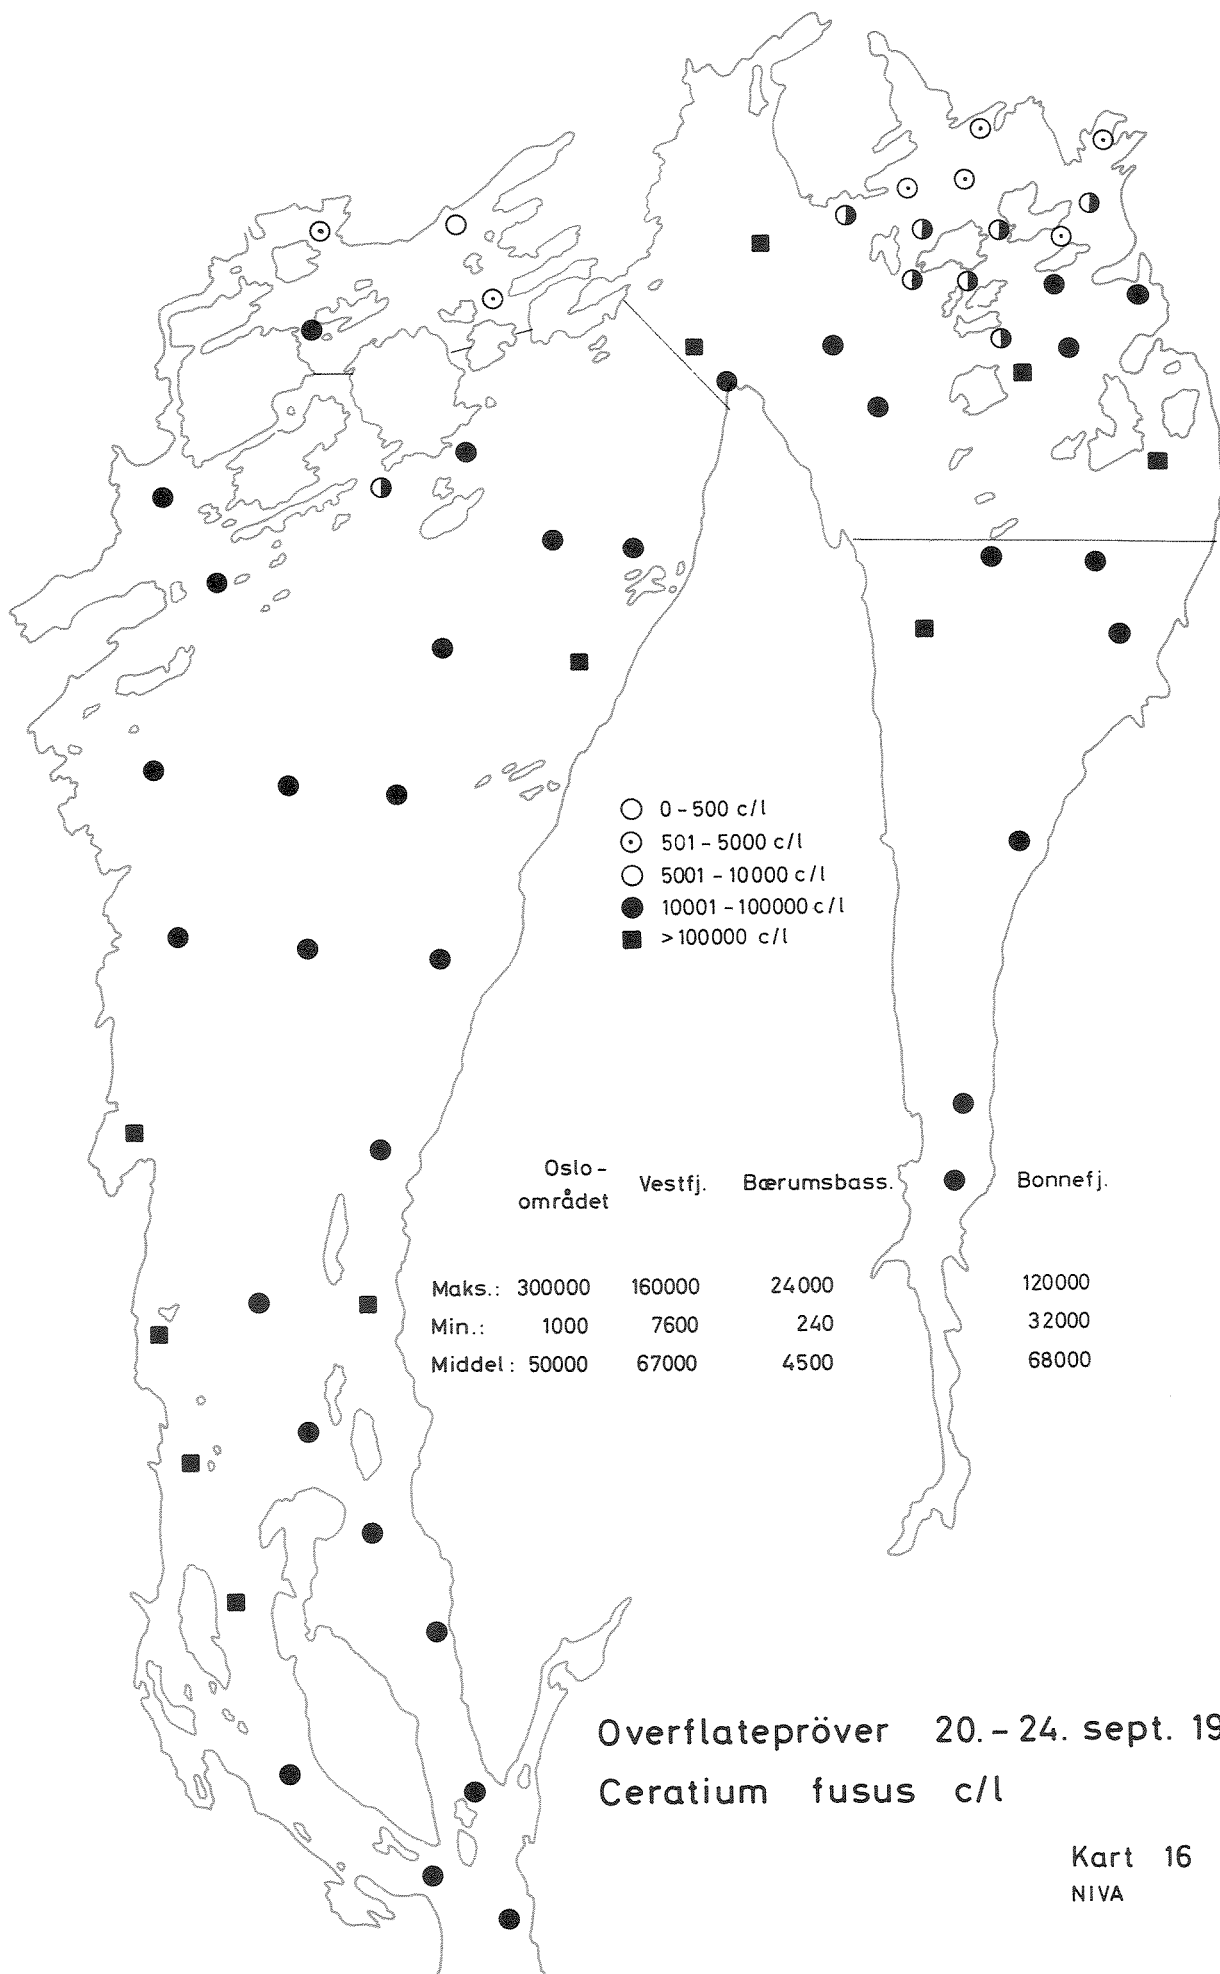 0-500 c/l
501-5000 c/l
5001-10000 c/l
10001-100000 c/l
>100000 c/l
Oslo-området Vestfj. Bærumsbass. Bonnefj.
Maks.: 300000 160000 24000 120000
Min.: 1000 7600 240 32000
Middel: 50000 67000 4500 68000
Overflatepröver 20.-24. sept. 19
Ceratium fusus c/l
Kart 16
NIVA